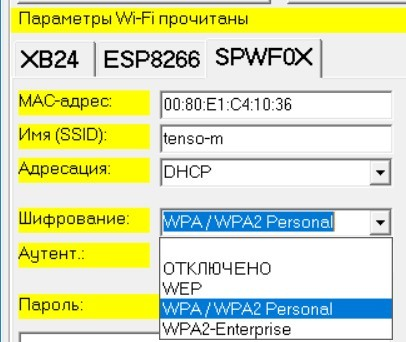 Параметры Wi-Fi прочитаны
XB24 ESP8266 SPWF0X
MAC-адрес: 00:80:E1:C4:10:36
Имя (SSID): tenso-m
Адресация: DHCP
Шифрование: WPA / WPA2 Personal
Аутент.:
ОТКЛЮЧЕНО
WEP
Пароль: WPA / WPA2 Personal
WPA2-Enterprise